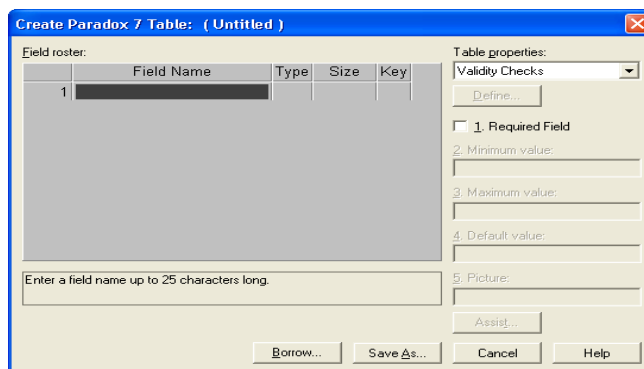 Create Paradox 7 Table: ( Untitled )
Field roster:
Field Name Type Size Key
1
Enter a field name up to 25 characters long.
Table properties:
Validity Checks
Define...
1. Required Field
2. Minimum value:
3. Maximum value:
4. Default value:
5. Picture:
Assist...
Borrow... Save As... Cancel Help